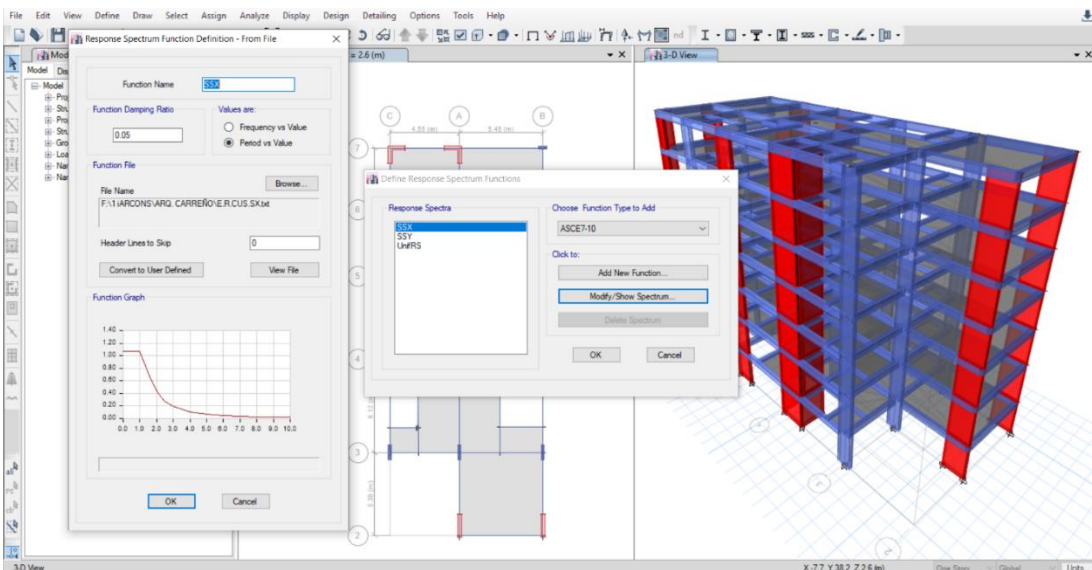 File Edit View Define Draw Select Assign Analyze Display Design Detailing Options Tools Help
Response Spectrum Function Definition - From File
= 2.6 (m)
3-D View
Mod
Model
Model
Function Name
SSX
Function Damping Ratio
0.05
Values are:
Frequency vs Value
Period vs Value
Function File
File Name
Browse...
F:\1 iARCONS\ARQ. CARREÑO\E.R.CUS.SX.txt
Header Lines to Skip
0
Convert to User Defined
View File
Function Graph
1.40
1.20
1.00
0.80
0.60
0.40
0.20
0.00
0.0 1.0 2.0 3.0 4.0 5.0 6.0 7.0 8.0 9.0 10.0
OK
Cancel
C
A
B
4.55 (m)
5.45 (m)
7
6
5
4
3
2
5.39 (m)
Define Response Spectrum Functions
Response Spectra
SSX
SSY
UnifRS
Choose Function Type to Add
ASCE7-10
Click to:
Add New Function...
Modify/Show Spectrum...
Delete Spectrum
OK
Cancel
3-D View
X -7.7 Y 38.2 Z 2.6 (m)
One Story
Global
Units